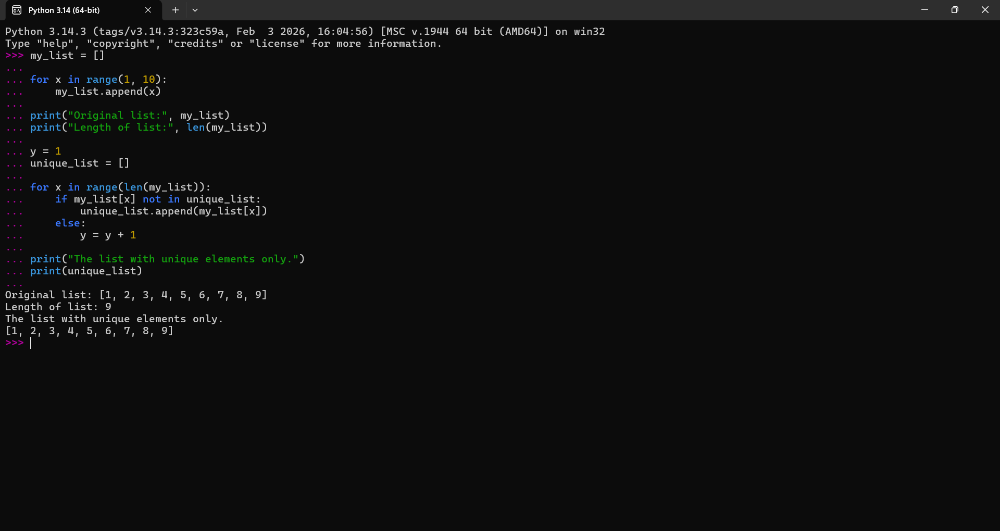 Python 3.14 (64-bit)
Python 3.14.3 (tags/v3.14.3:323c59a, Feb  3 2026, 16:04:56) [MSC v.1944 64 bit (AMD64)] on win32
Type "help", "copyright", "credits" or "license" for more information.
>>> my_list = []
...
... for x in range(1, 10):
...     my_list.append(x)
...
... print("Original list:", my_list)
... print("Length of list:", len(my_list))
...
... y = 1
... unique_list = []
...
... for x in range(len(my_list)):
...     if my_list[x] not in unique_list:
...         unique_list.append(my_list[x])
...     else:
...         y = y + 1
...
... print("The list with unique elements only.")
... print(unique_list)
...
Original list: [1, 2, 3, 4, 5, 6, 7, 8, 9]
Length of list: 9
The list with unique elements only.
[1, 2, 3, 4, 5, 6, 7, 8, 9]
>>>